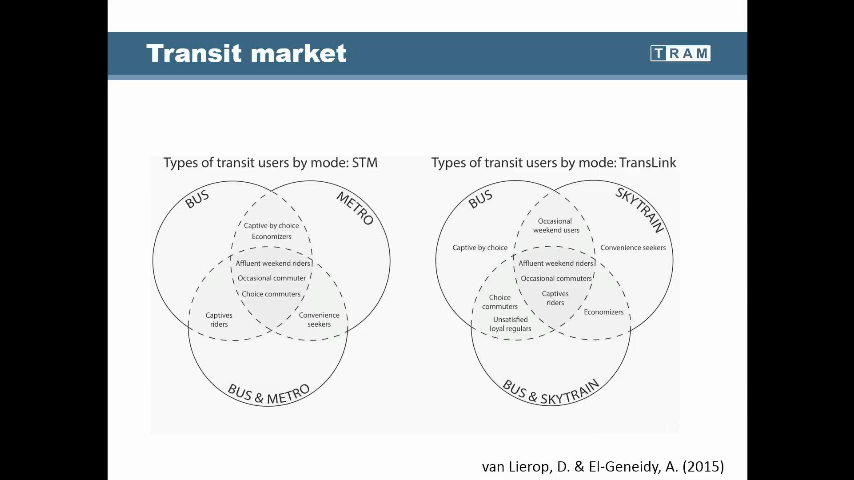 Transit market
TRAM
Types of transit users by mode: STM
BUS
METRO
Captive by choice
Economizers
Affluent weekend riders
Occasional commuter
Choice commuters
Captives
riders
Convenience
seekers
BUS & METRO
Types of transit users by mode: TransLink
BUS
SKYTRAIN
Occasional
weekend users
Captive by choice
Convenience seekers
Affluent weekend riders
Occasional commuters
Captives
riders
Choice
commuters
Unsatisfied
loyal regulars
Economizers
BUS & SKYTRAIN
van Lierop, D. & El-Geneidy, A. (2015)